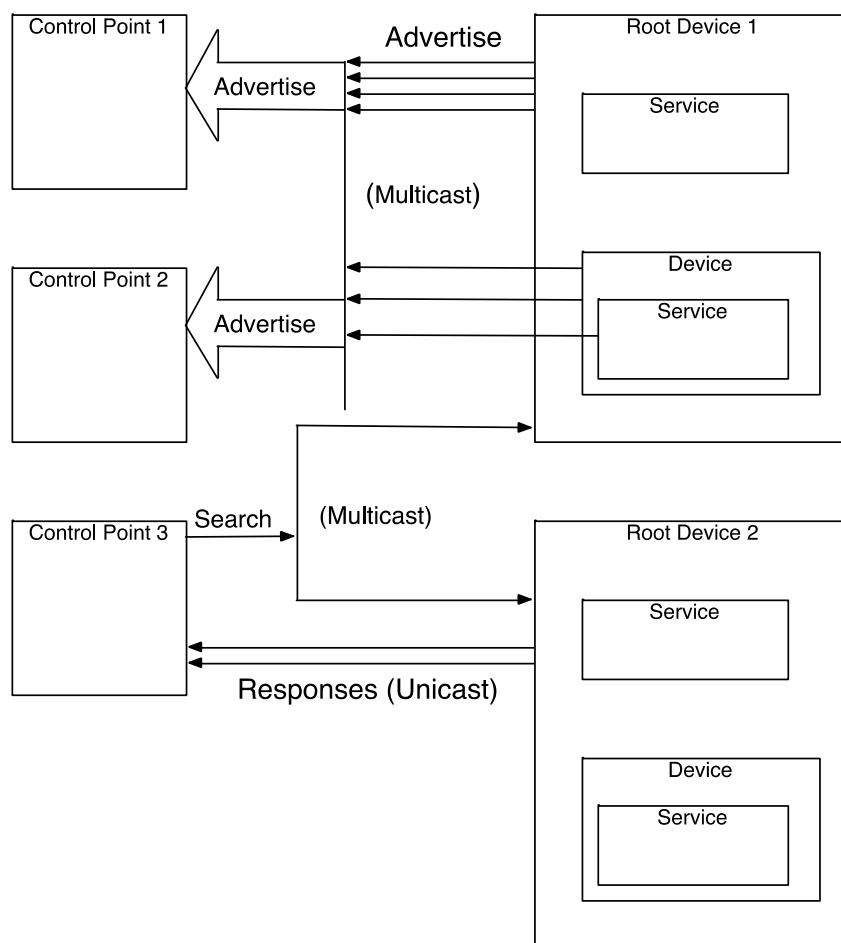 Control Point 1
Advertise
Root Device 1
Advertise
Service
(Multicast)
Control Point 2
Device
Advertise
Service
Control Point 3
Search
(Multicast)
Root Device 2
Service
Responses (Unicast)
Device
Service